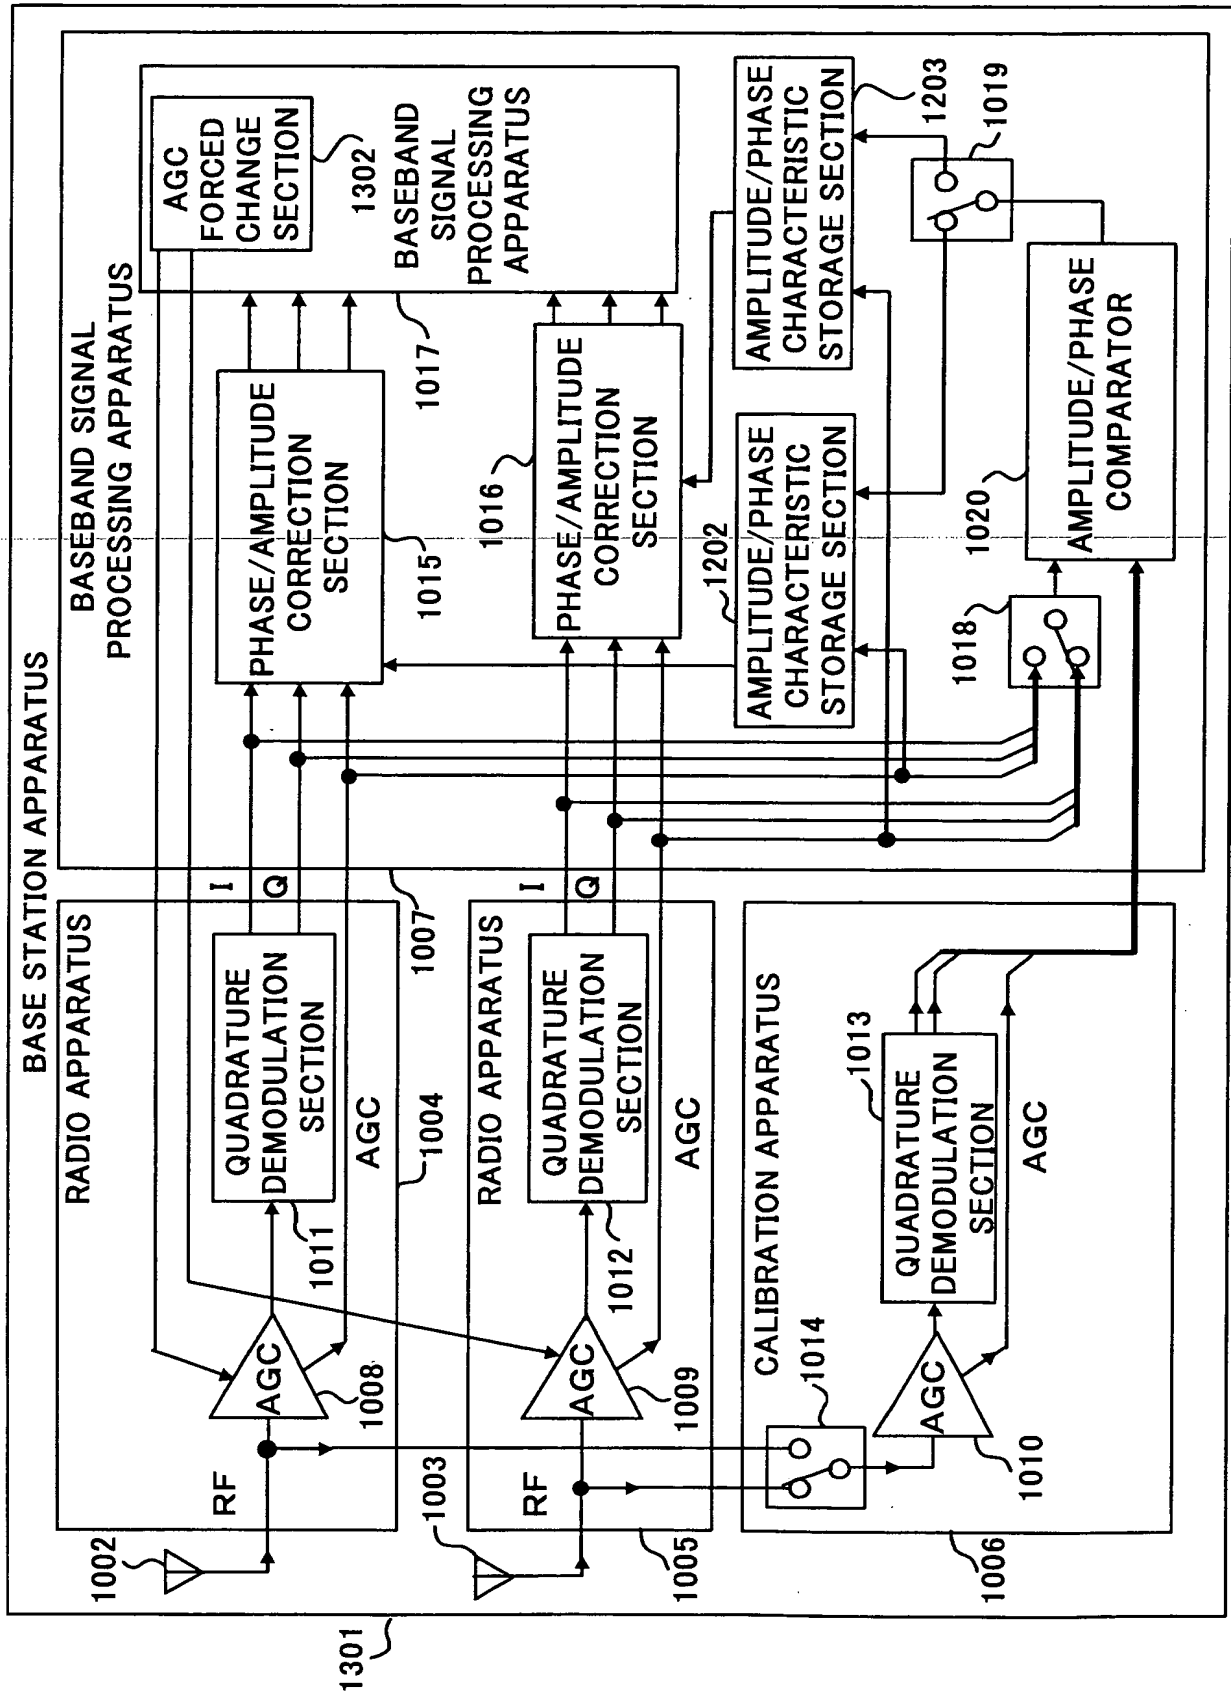 BASE STATION APPARATUS
1301
RADIO APPARATUS
1002
RF
AGC
1008
QUADRATURE
DEMODULATION
SECTION
1011
AGC
1004
I
Q
1007
RADIO APPARATUS
1003
RF
AGC
1009
QUADRATURE
DEMODULATION
SECTION
1012
AGC
1005
I
Q
CALIBRATION APPARATUS
1014
AGC
1010
QUADRATURE
DEMODULATION
SECTION
1013
AGC
1006
BASEBAND SIGNAL
PROCESSING APPARATUS
PHASE/AMPLITUDE
CORRECTION
SECTION
1015
AGC
FORCED
CHANGE
SECTION
1302
BASEBAND
SIGNAL
PROCESSING
APPARATUS
1017
1016
PHASE/AMPLITUDE
CORRECTION
SECTION
1202
AMPLITUDE/PHASE
CHARACTERISTIC
STORAGE SECTION
AMPLITUDE/PHASE
CHARACTERISTIC
STORAGE SECTION
1203
1019
1018
1020
AMPLITUDE/PHASE
COMPARATOR